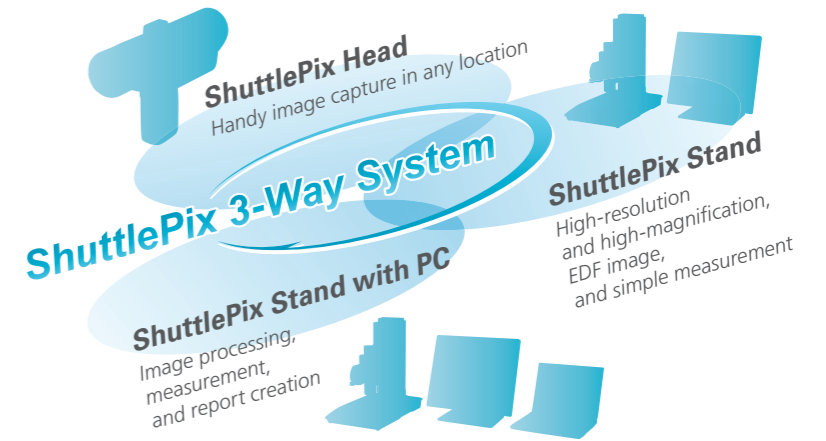 ShuttlePix Head
Handy image capture in any location
ShuttlePix 3-Way System
ShuttlePix Stand
High-resolution
and high-magnification,
EDF image,
and simple measurement
ShuttlePix Stand with PC
Image processing,
measurement,
and report creation